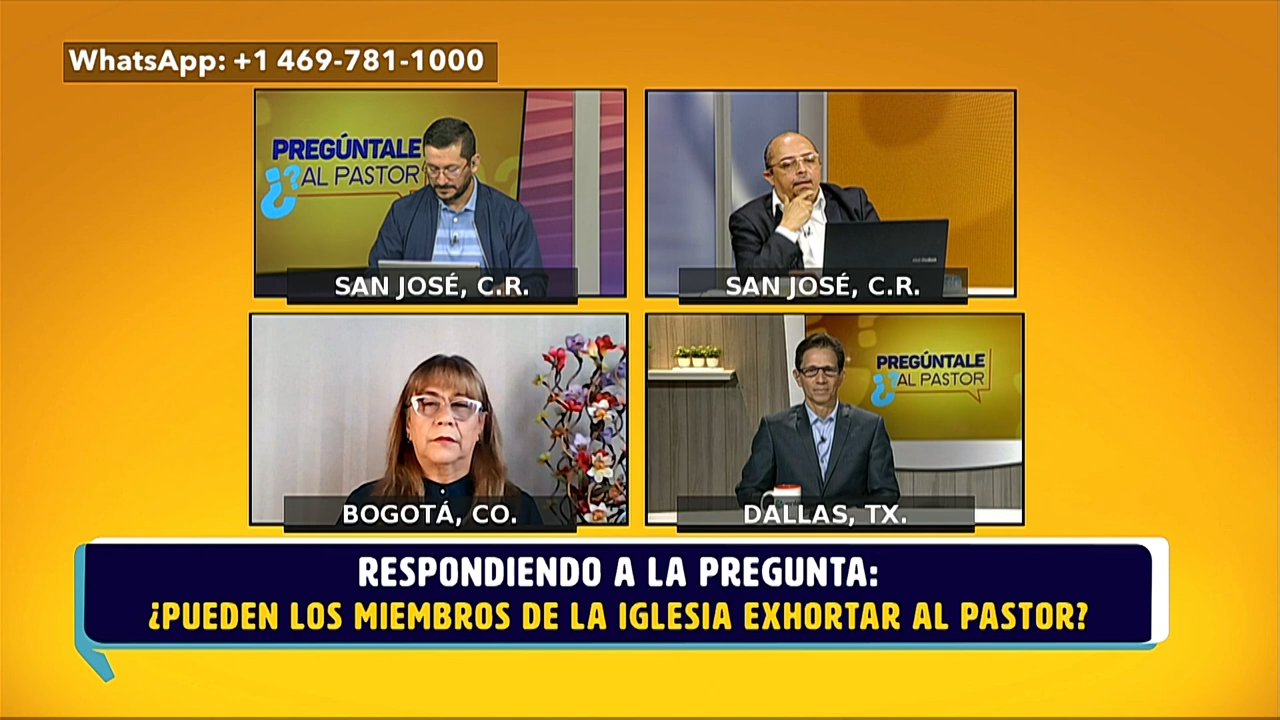 WhatsApp: +1 469-781-1000
PREGÚNTALE
¿? AL PASTOR
SAN JOSÉ, C.R.
SAN JOSÉ, C.R.
BOGOTÁ, CO.
PREGÚNTALE
¿? AL PASTOR
DALLAS, TX.
RESPONDIENDO A LA PREGUNTA:
¿PUEDEN LOS MIEMBROS DE LA IGLESIA EXHORTAR AL PASTOR?